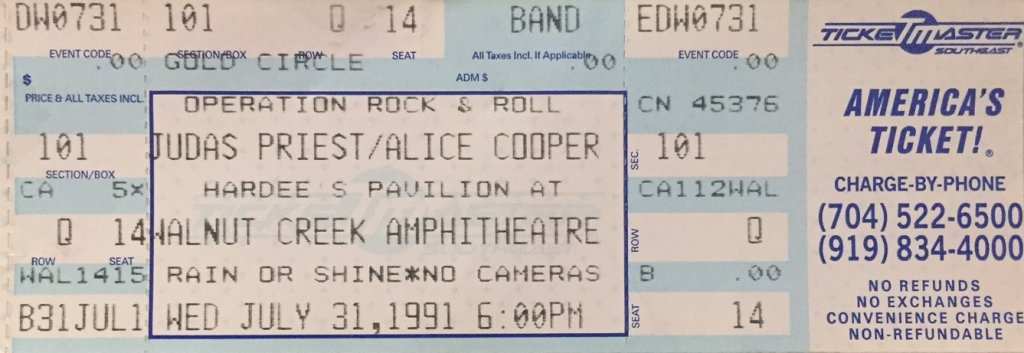 DW0731 101 Q 14 BAND EDW0731
EVENT CODE SECTION/BOX ROW SEAT All Taxes Incl. If Applicable EVENT CODE
$ .00 GOLD CIRCLE ADM $ .00 .00
PRICE & ALL TAXES INCL.
OPERATION ROCK & ROLL CN 45376
101 JUDAS PRIEST/ALICE COOPER SEC. 101
SECTION/BOX
CA 5X HARDEE S PAVILION AT CA112WAL
Q 14 WALNUT CREEK AMPHITHEATRE ROW Q
ROW SEAT
WAL1415 RAIN OR SHINE*NO CAMERAS B .00
B31JUL1 WED JULY 31,1991 6:00PM SEAT 14
TICKETMASTER
SOUTHEAST
AMERICA'S
TICKET!®
CHARGE-BY-PHONE
(704) 522-6500
(919) 834-4000
NO REFUNDS
NO EXCHANGES
CONVENIENCE CHARGE
NON-REFUNDABLE